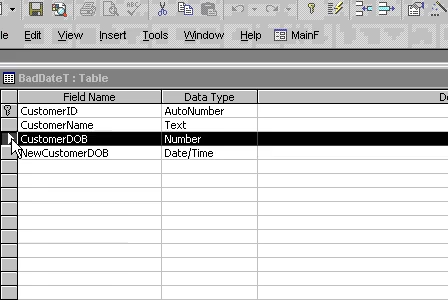 le Edit View Insert Tools Window Help MainF
BadDateT : Table
Field Name Data Type De
CustomerID AutoNumber
CustomerName Text
CustomerDOB Number
NewCustomerDOB Date/Time